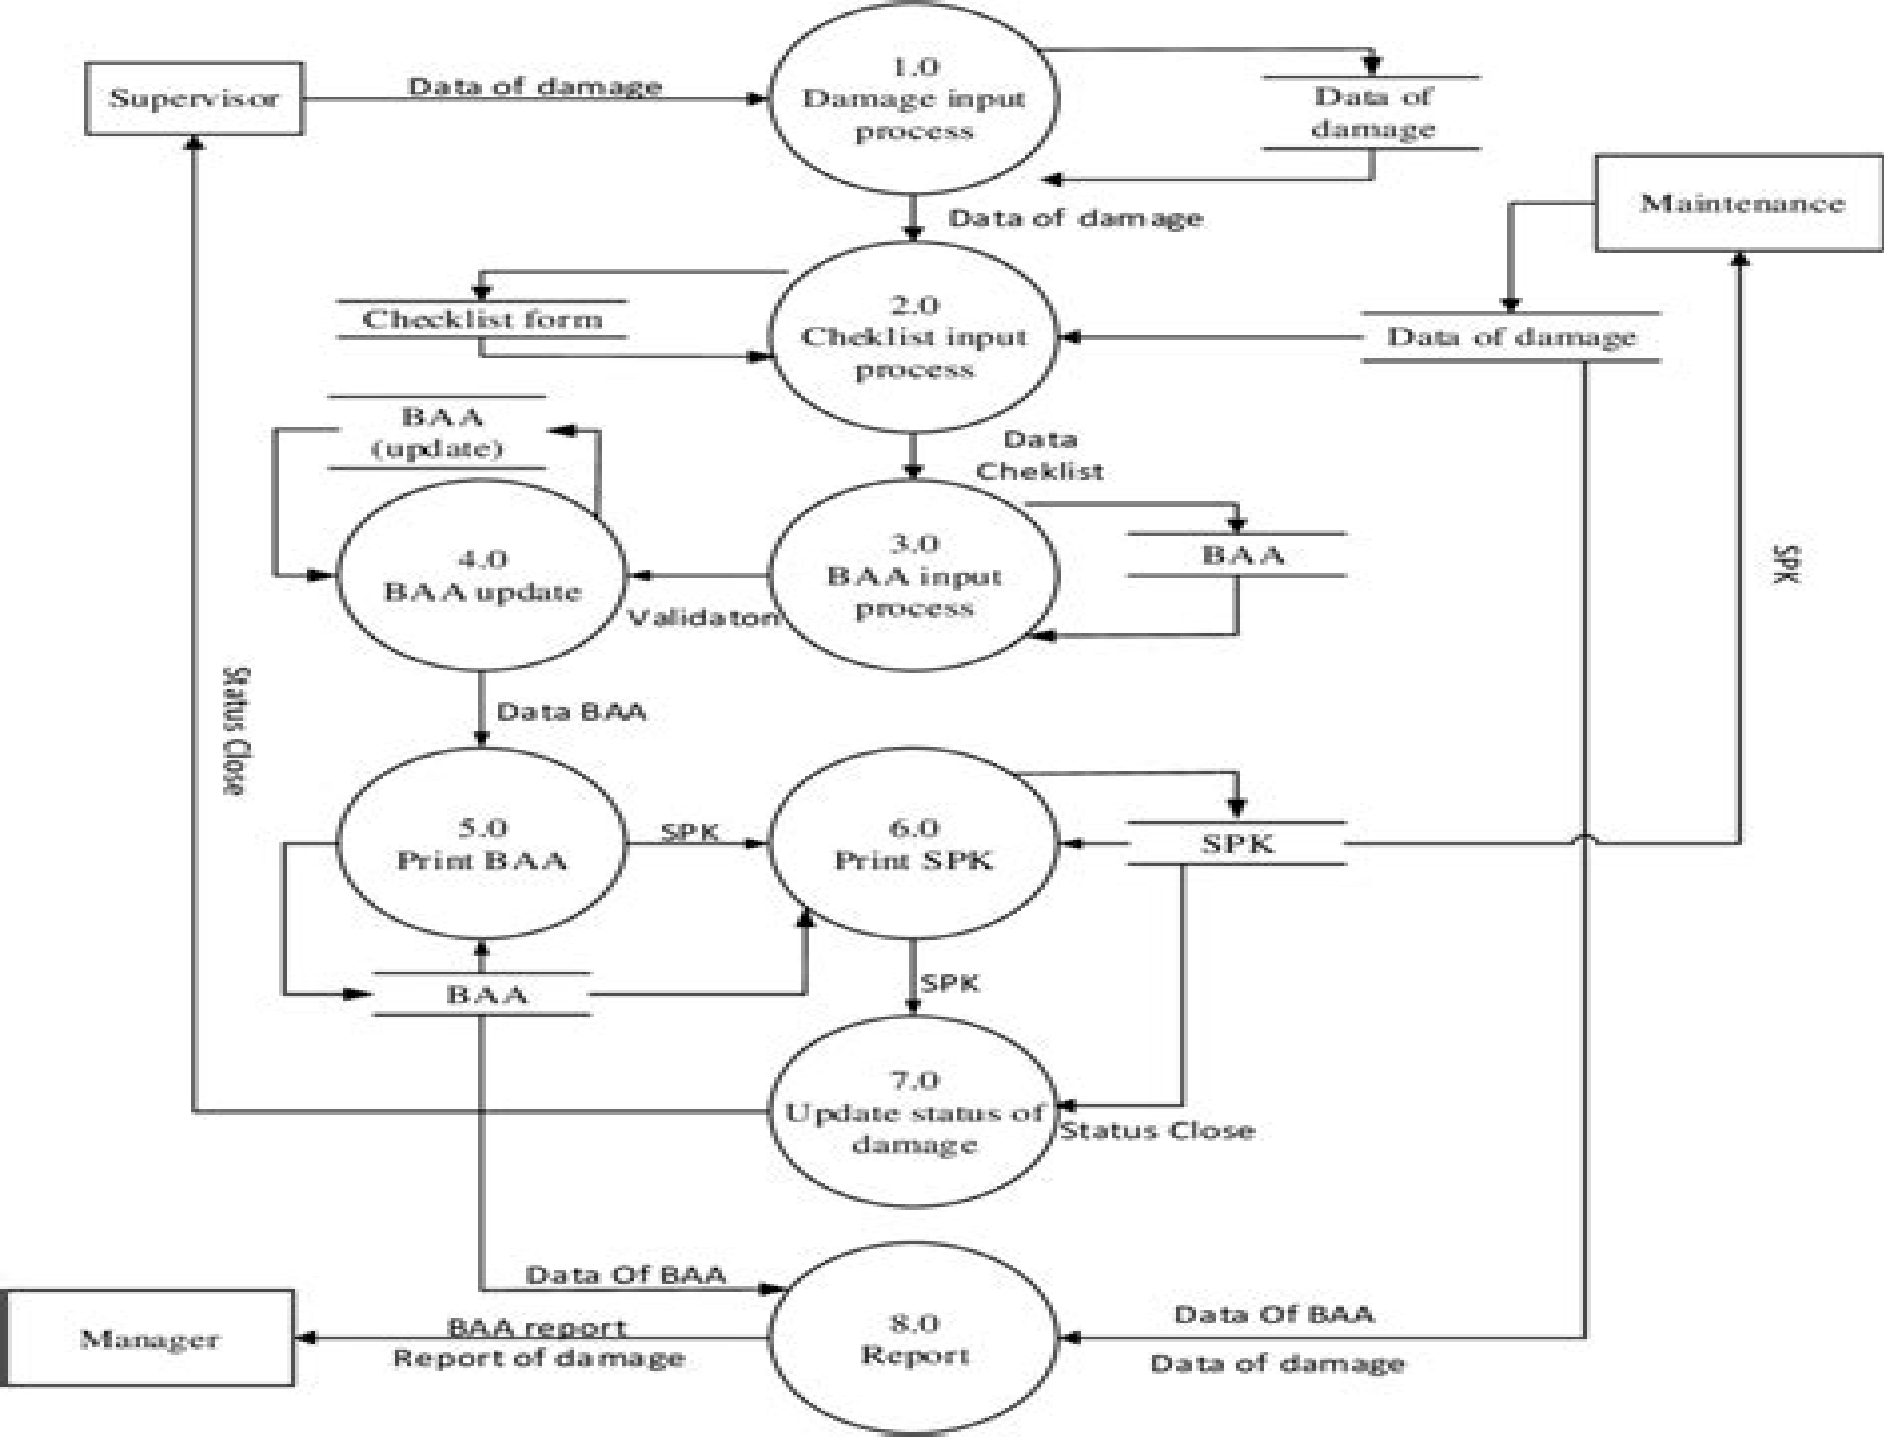 1.0
Damage input
process
Supervisor
Data of damage
Data of
damage
Maintenance
Data of damage
2.0
Cheklist input
process
Checklist form
Data of damage
BAA
(update)
Data
Cheklist
4.0
BAA update
Validaton
3.0
BAA input
process
BAA
SPK
Status Close
Data BAA
5.0
Print BAA
SPK
6.0
Print SPK
SPK
BAA
SPK
7.0
Update status of
damage
Status Close
Data Of BAA
Manager
BAA report
Report of damage
8.0
Report
Data Of BAA
Data of damage